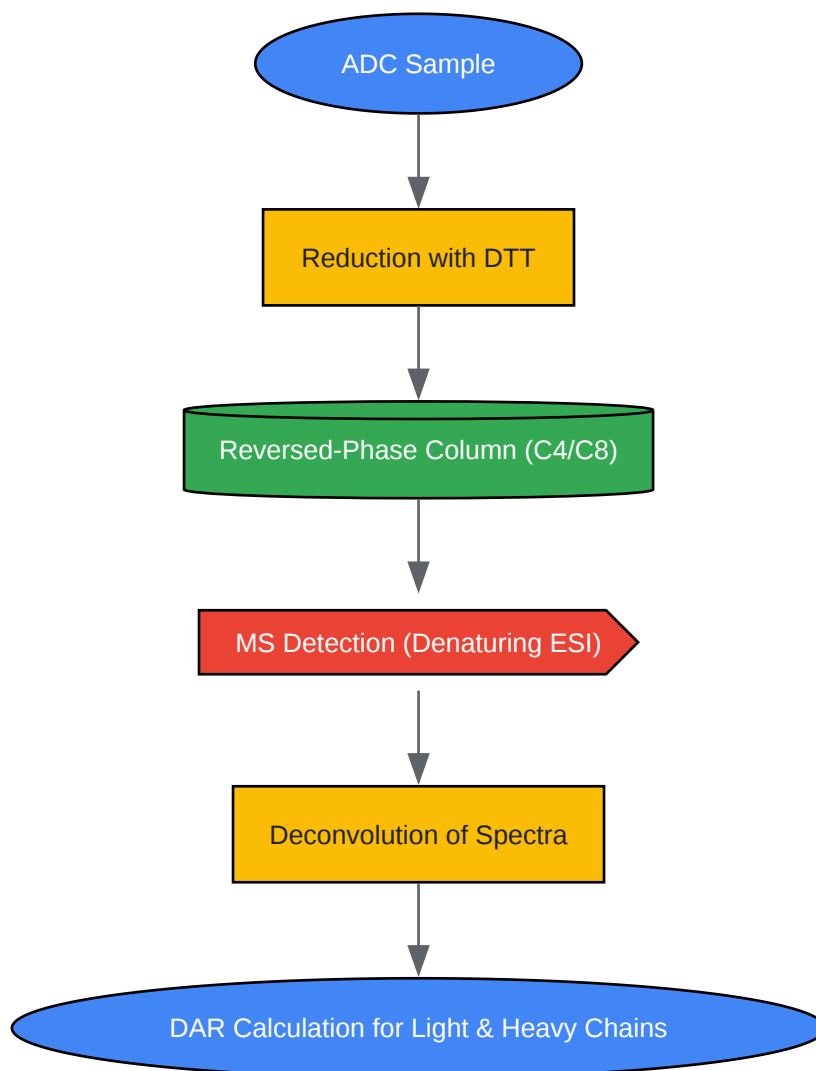 ADC Sample
Reduction with DTT
Reversed-Phase Column (C4/C8)
MS Detection (Denaturing ESI)
Deconvolution of Spectra
DAR Calculation for Light & Heavy Chains